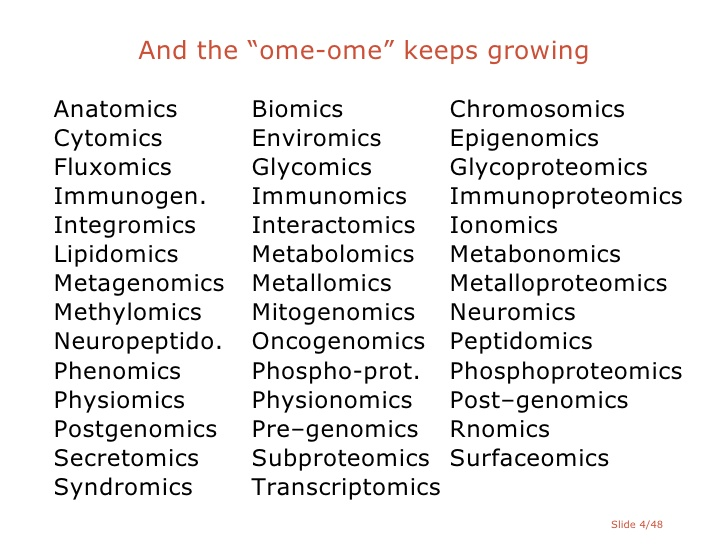 And the “ome-ome” keeps growing
Anatomics Biomics Chromosomics
Cytomics Enviromics Epigenomics
Fluxomics Glycomics Glycoproteomics
Immunogen. Immunomics Immunoproteomics
Integromics Interactomics Ionomics
Lipidomics Metabolomics Metabonomics
Metagenomics Metallomics Metalloproteomics
Methylomics Mitogenomics Neuromics
Neuropeptido. Oncogenomics Peptidomics
Phenomics Phospho-prot. Phosphoproteomics
Physiomics Physionomics Post–genomics
Postgenomics Pre–genomics Rnomics
Secretomics Subproteomics Surfaceomics
Syndromics Transcriptomics
Slide 4/48